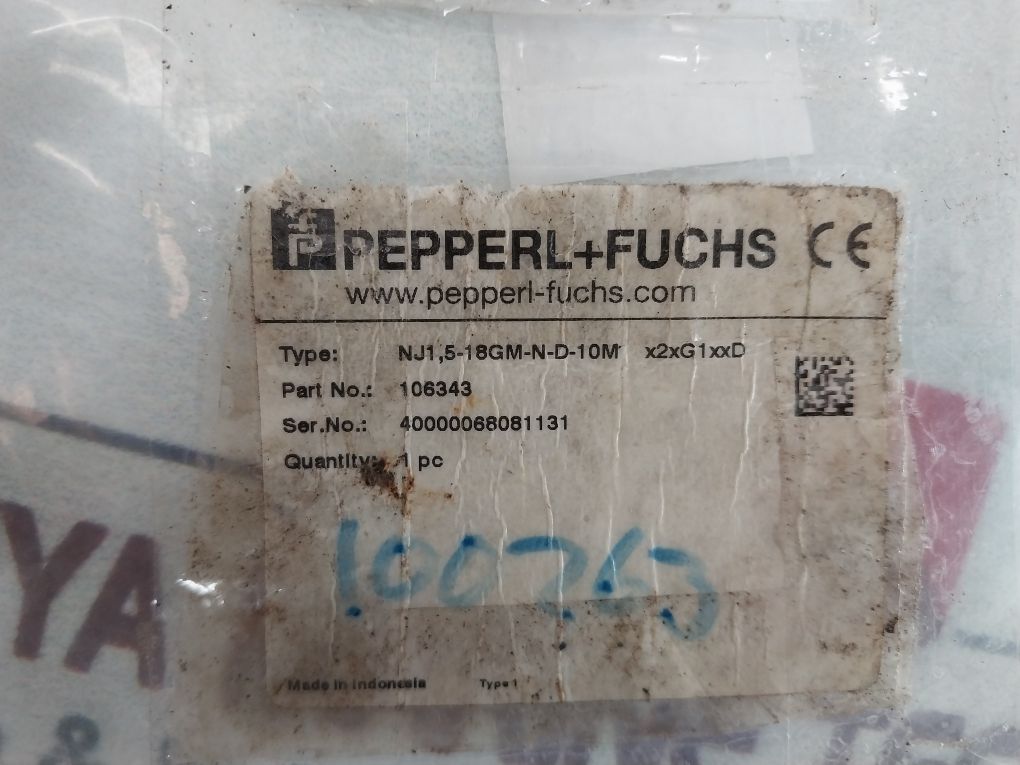 PEPPERL+FUCHS CE
www.pepperl-fuchs.com
Type: NJ1,5-18GM-N-D-10M x2xG1xxD
Part No.: 106343
Ser.No.: 40000068081131
Quantity: 1 pc
100263
Made in Indonesia Type 1
YA
&